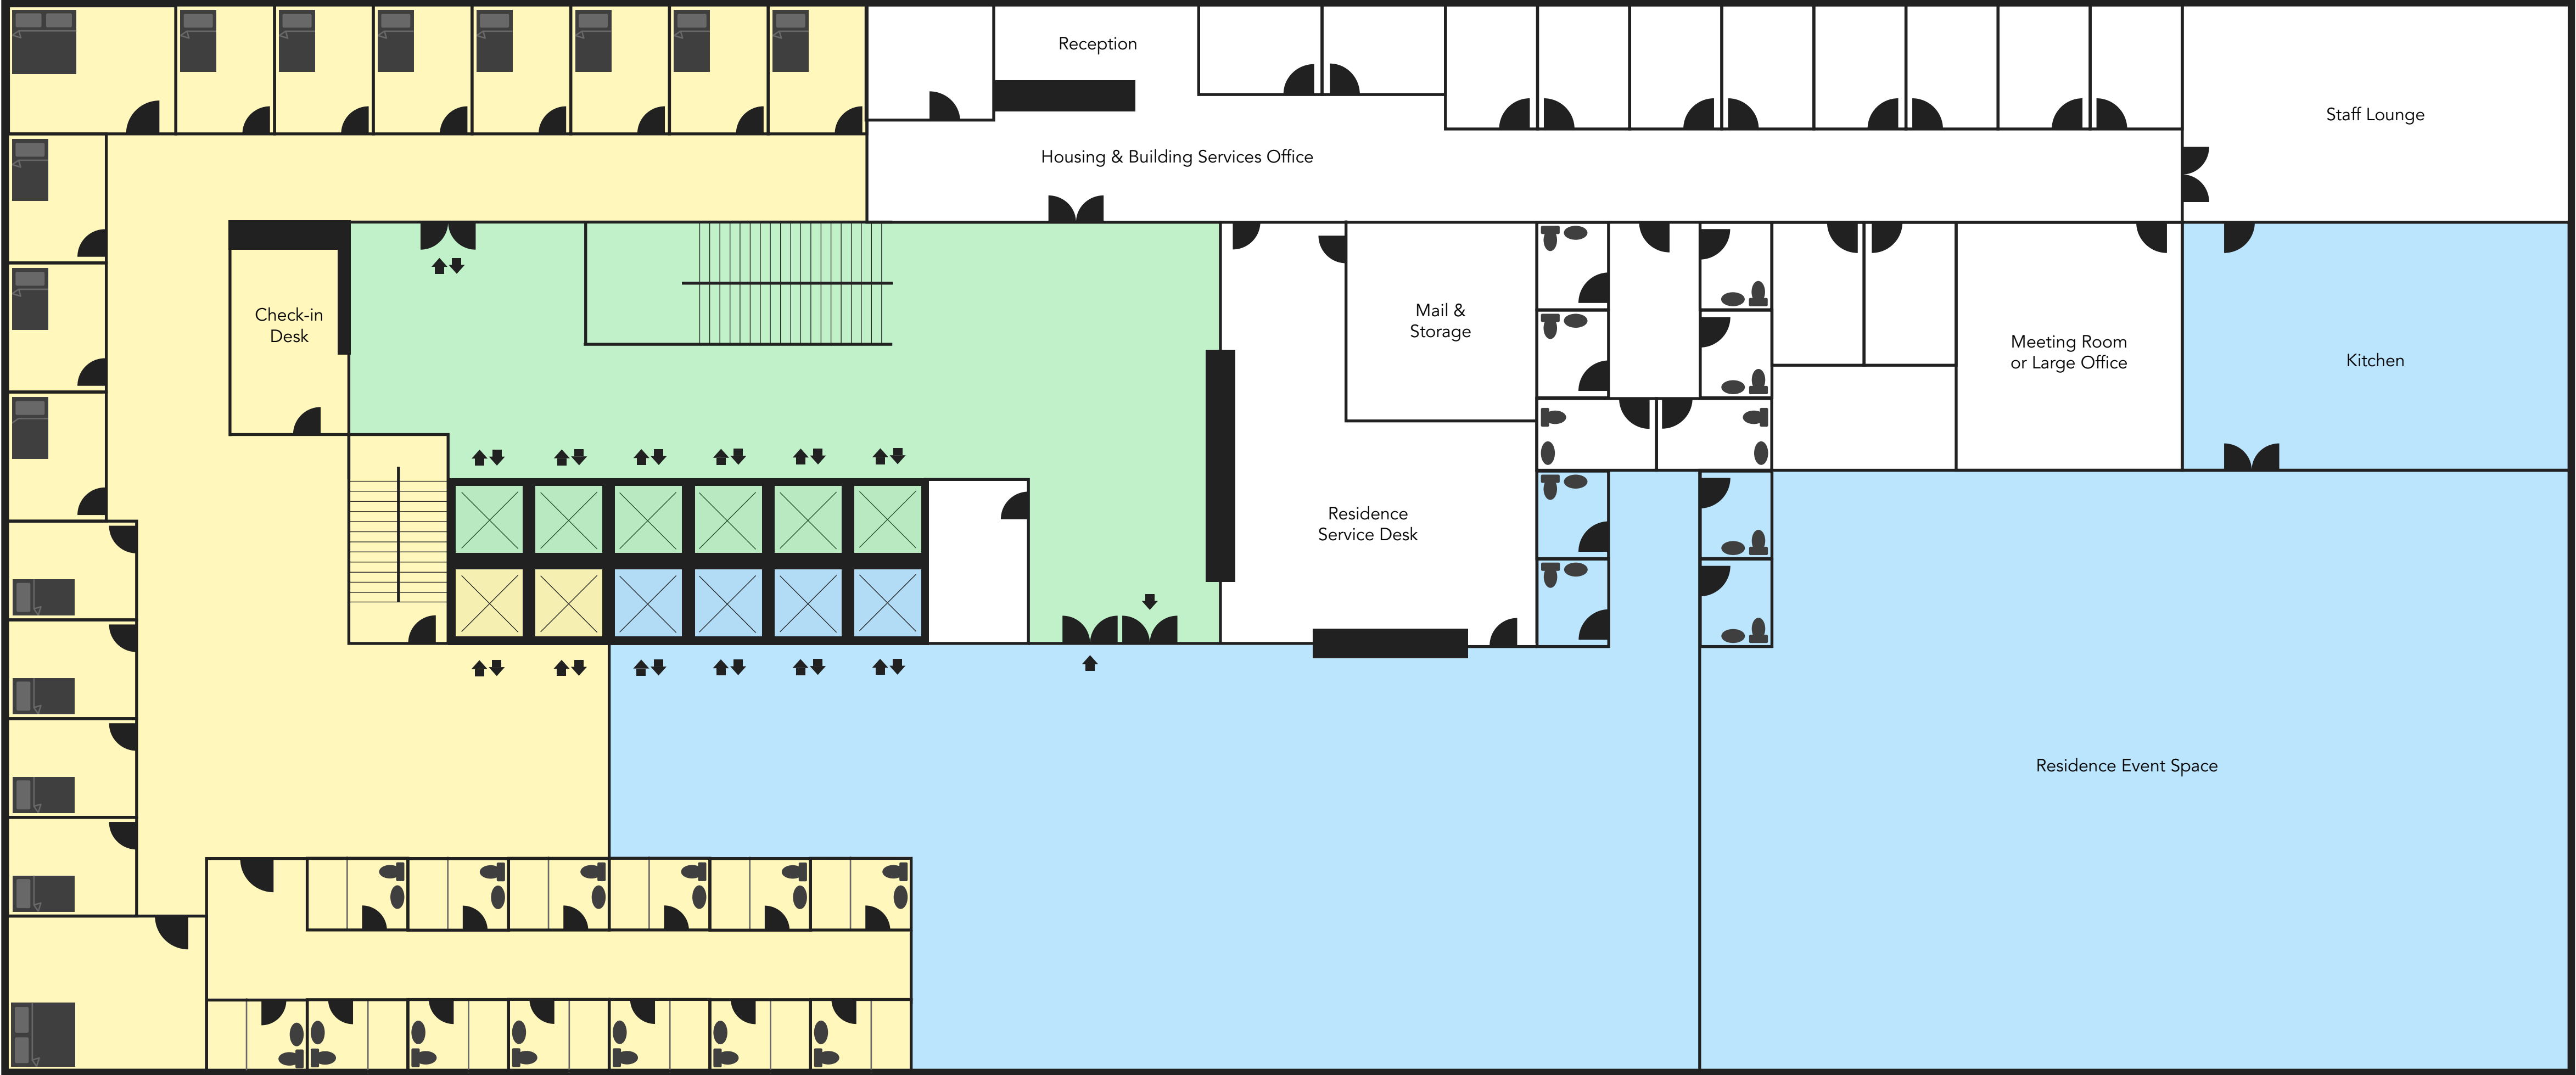 Reception
Staff Lounge
Housing & Building Services Office
Check-in
Desk
Mail &
Storage
Meeting Room
or Large Office
Kitchen
Residence
Service Desk
Residence Event Space